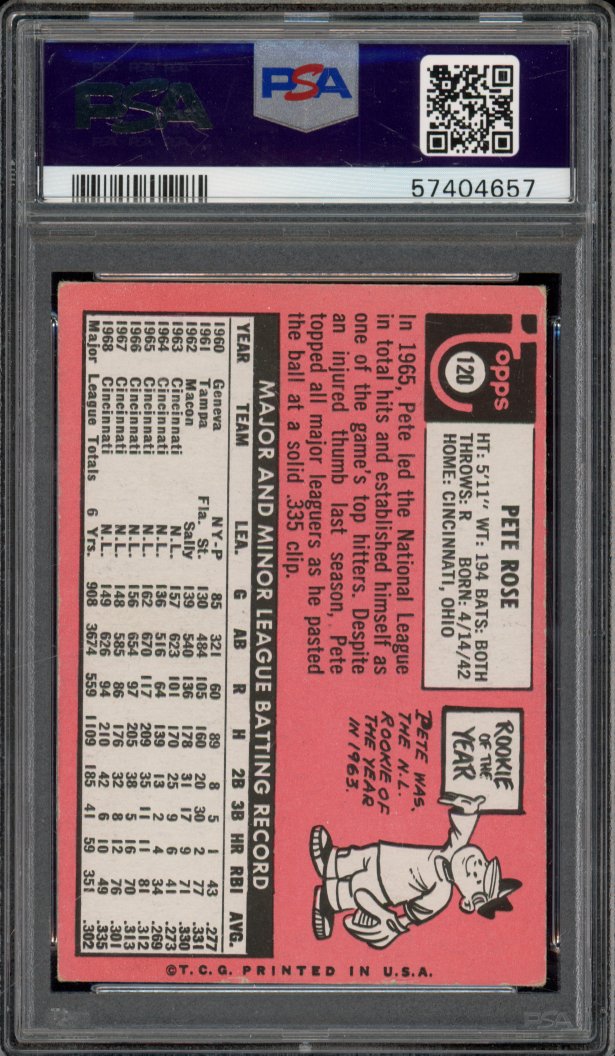 PSA
PSA
57404657
Topps
120
PETE ROSE
HT: 5'11" WT: 194 BATS: BOTH
THROWS: R BORN: 4/14/42
HOME: CINCINNATI, OHIO
In 1965, Pete led the National League
in total hits and established himself as
one of the game's top hitters. Despite
an injured thumb last season, Pete
topped all major leaguers as he pasted
the ball at a solid .335 clip.
ROOKIE
OF THE
YEAR
PETE WAS
THE N.L.
ROOKIE OF
THE YEAR
IN 1963.
MAJOR AND MINOR LEAGUE BATTING RECORD
YEAR TEAM LEA. G AB R H 2B 3B HR RBI AVG.
1960 Geneva NY-P 85 321 60 89 8 5 1 43 .277
1961 Tampa Fla. St. 130 484 105 160 20 30 2 77 .331
1962 Macon Sally 139 540 136 178 31 17 9 71 .330
1963 Cincinnati N.L. 157 623 101 170 25 9 6 41 .273
1964 Cincinnati N.L. 136 516 64 139 13 2 4 34 .269
1965 Cincinnati N.L. 162 670 117 209 35 11 11 81 .312
1966 Cincinnati N.L. 156 654 97 205 38 5 16 70 .313
1967 Cincinnati N.L. 148 585 86 176 32 8 12 76 .301
1968 Cincinnati N.L. 149 626 94 210 42 6 10 49 .335
Major League Totals 6 Yrs. 908 3674 559 1109 185 41 59 351 .302
©T.C.G. PRINTED IN U.S.A.
PSA